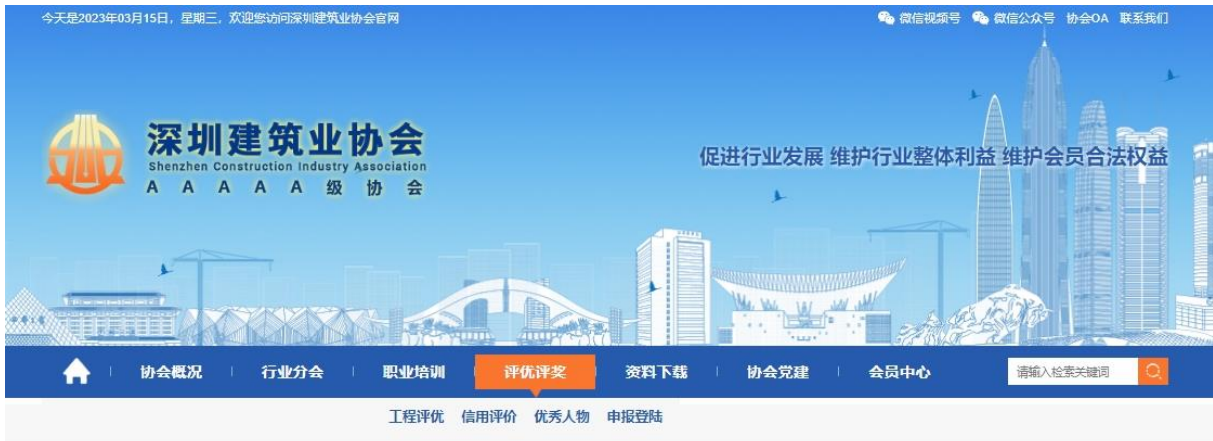 今天是2023年03月15日，星期三，欢迎您访问深圳建筑业协会官网
微信视频号 微信公众号 协会OA 联系我们
深圳建筑业协会
Shenzhen Construction Industry Association
A A A A A 级 协 会
促进行业发展 维护行业整体利益 维护会员合法权益
协会概况 行业分会 职业培训 评优评奖 资料下载 协会党建 会员中心 请输入检索关键词
工程评优 信用评价 优秀人物 申报登陆